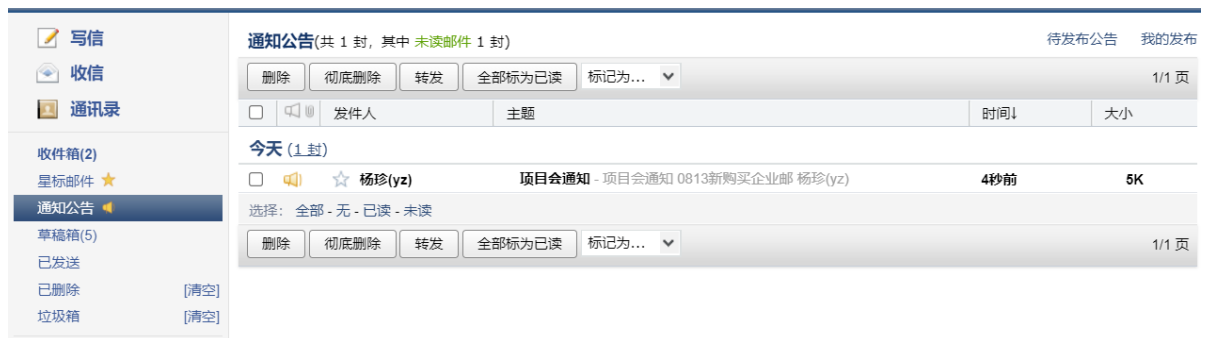 写信
收信
通讯录
收件箱(2)
星标邮件
通知公告
草稿箱(5)
已发送
已删除 [清空]
垃圾箱 [清空]
通知公告(共 1 封, 其中 未读邮件 1 封) 待发布公告 我的发布
删除 彻底删除 转发 全部标为已读 标记为... 1/1 页
发件人 主题 时间↓ 大小
今天 (1 封)
杨珍(yz) 项目会通知 - 项目会通知 0813新购买企业邮 杨珍(yz) 4秒前 5K
选择: 全部 - 无 - 已读 - 未读
删除 彻底删除 转发 全部标为已读 标记为... 1/1 页